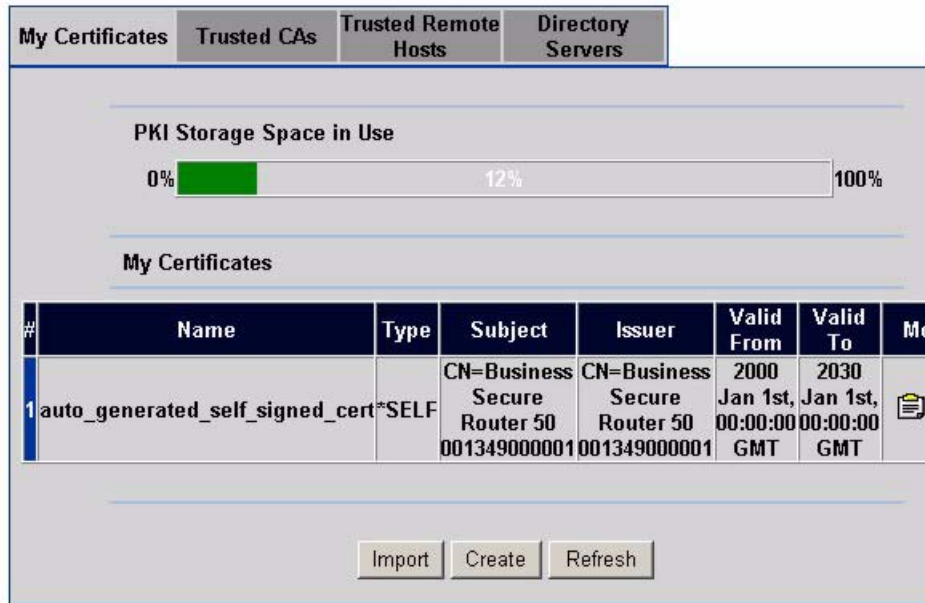 My Certificates
Trusted CAs
Trusted Remote
Hosts
Directory
Servers
PKI Storage Space in Use
0%
12%
100%
My Certificates
#
Name
Type
Subject
Issuer
Valid
From
Valid
To
1
auto_generated_self_signed_cert
*SELF
CN=Business
Secure
Router 50
001349000001
CN=Business
Secure
Router 50
001349000001
2000
Jan 1st,
00:00:00
GMT
2030
Jan 1st,
00:00:00
GMT
Import
Create
Refresh